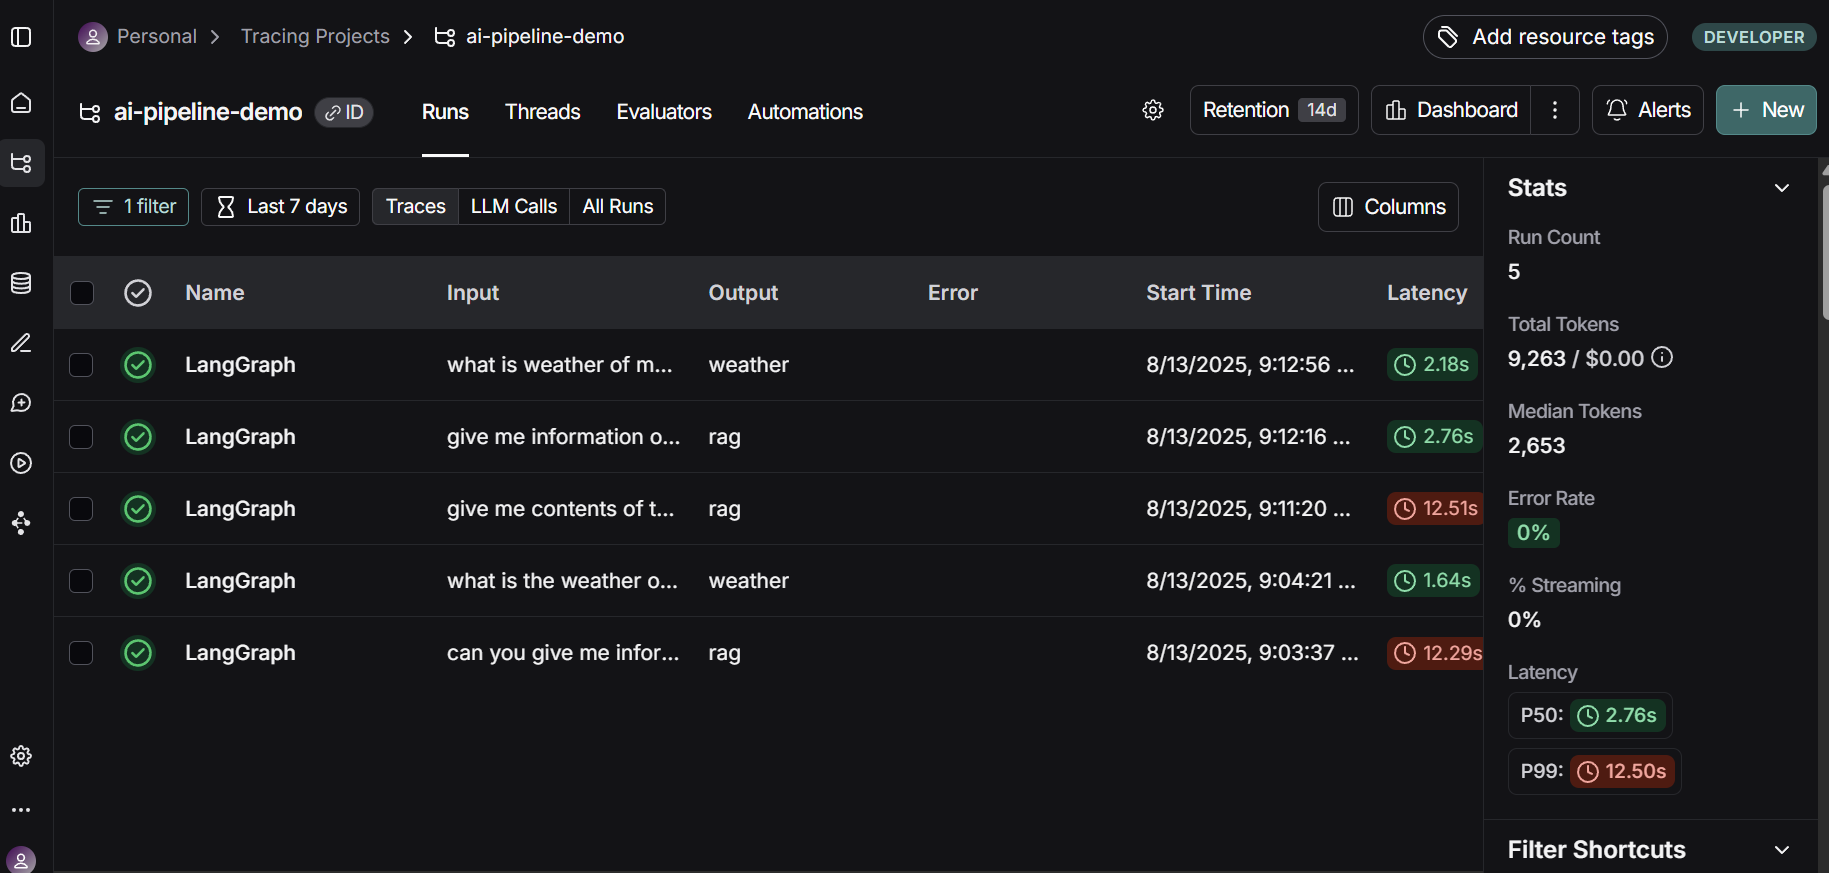 Personal > Tracing Projects > ai-pipeline-demo
Add resource tags
DEVELOPER
ai-pipeline-demo
ID
Runs
Threads
Evaluators
Automations
Retention 14d
Dashboard
Alerts
+ New
1 filter
Last 7 days
Traces
LLM Calls
All Runs
Columns
Name Input Output Error Start Time Latency
LangGraph what is weather of m... weather 8/13/2025, 9:12:56 ... 2.18s
LangGraph give me information o... rag 8/13/2025, 9:12:16 ... 2.76s
LangGraph give me contents of t... rag 8/13/2025, 9:11:20 ... 12.51s
LangGraph what is the weather o... weather 8/13/2025, 9:04:21 ... 1.64s
LangGraph can you give me infor... rag 8/13/2025, 9:03:37 ... 12.29s
Stats
Run Count
5
Total Tokens
9,263 / $0.00
Median Tokens
2,653
Error Rate
0%
% Streaming
0%
Latency
P50: 2.76s
P99: 12.50s
Filter Shortcuts